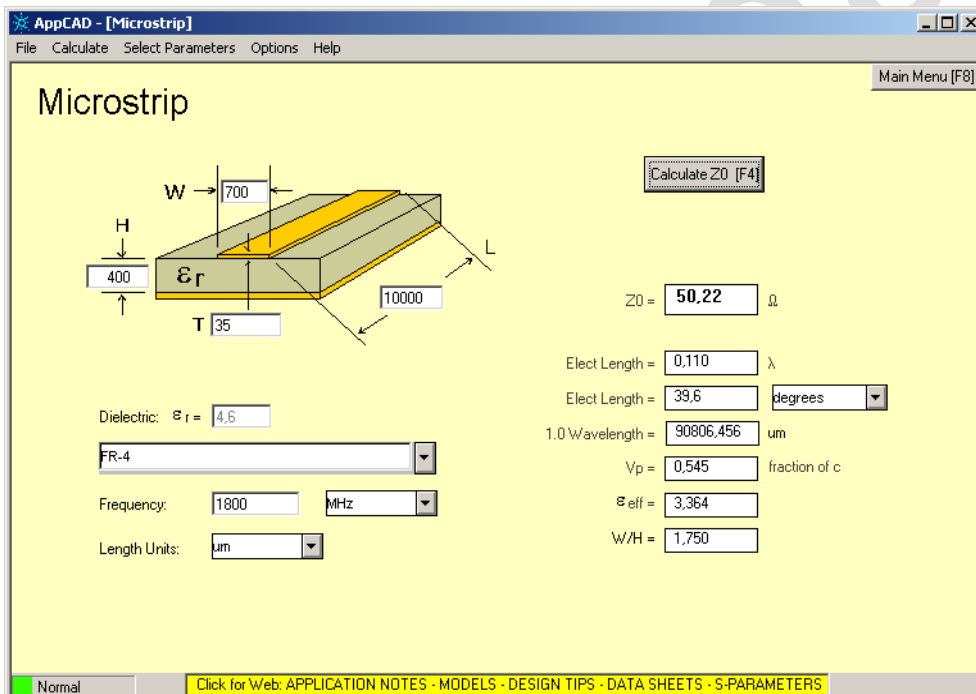 AppCAD - [Microstrip]
File Calculate Select Parameters Options Help
Main Menu [F8]
Microstrip
Calculate Z0 [F4]
W 700
H
L
400
εr
10000
T 35
Z0 = 50,22 Ω
Elect Length = 0,110 λ
Elect Length = 39,6 degrees
Dielectric: εr = 4,6
1.0 Wavelength = 90806,456 um
FR-4
Vp = 0,545 fraction of c
Frequency: 1800 MHz
εeff = 3,364
Length Units: um
W/H = 1,750
Normal
Click for Web: APPLICATION NOTES - MODELS - DESIGN TIPS - DATA SHEETS - S-PARAMETERS